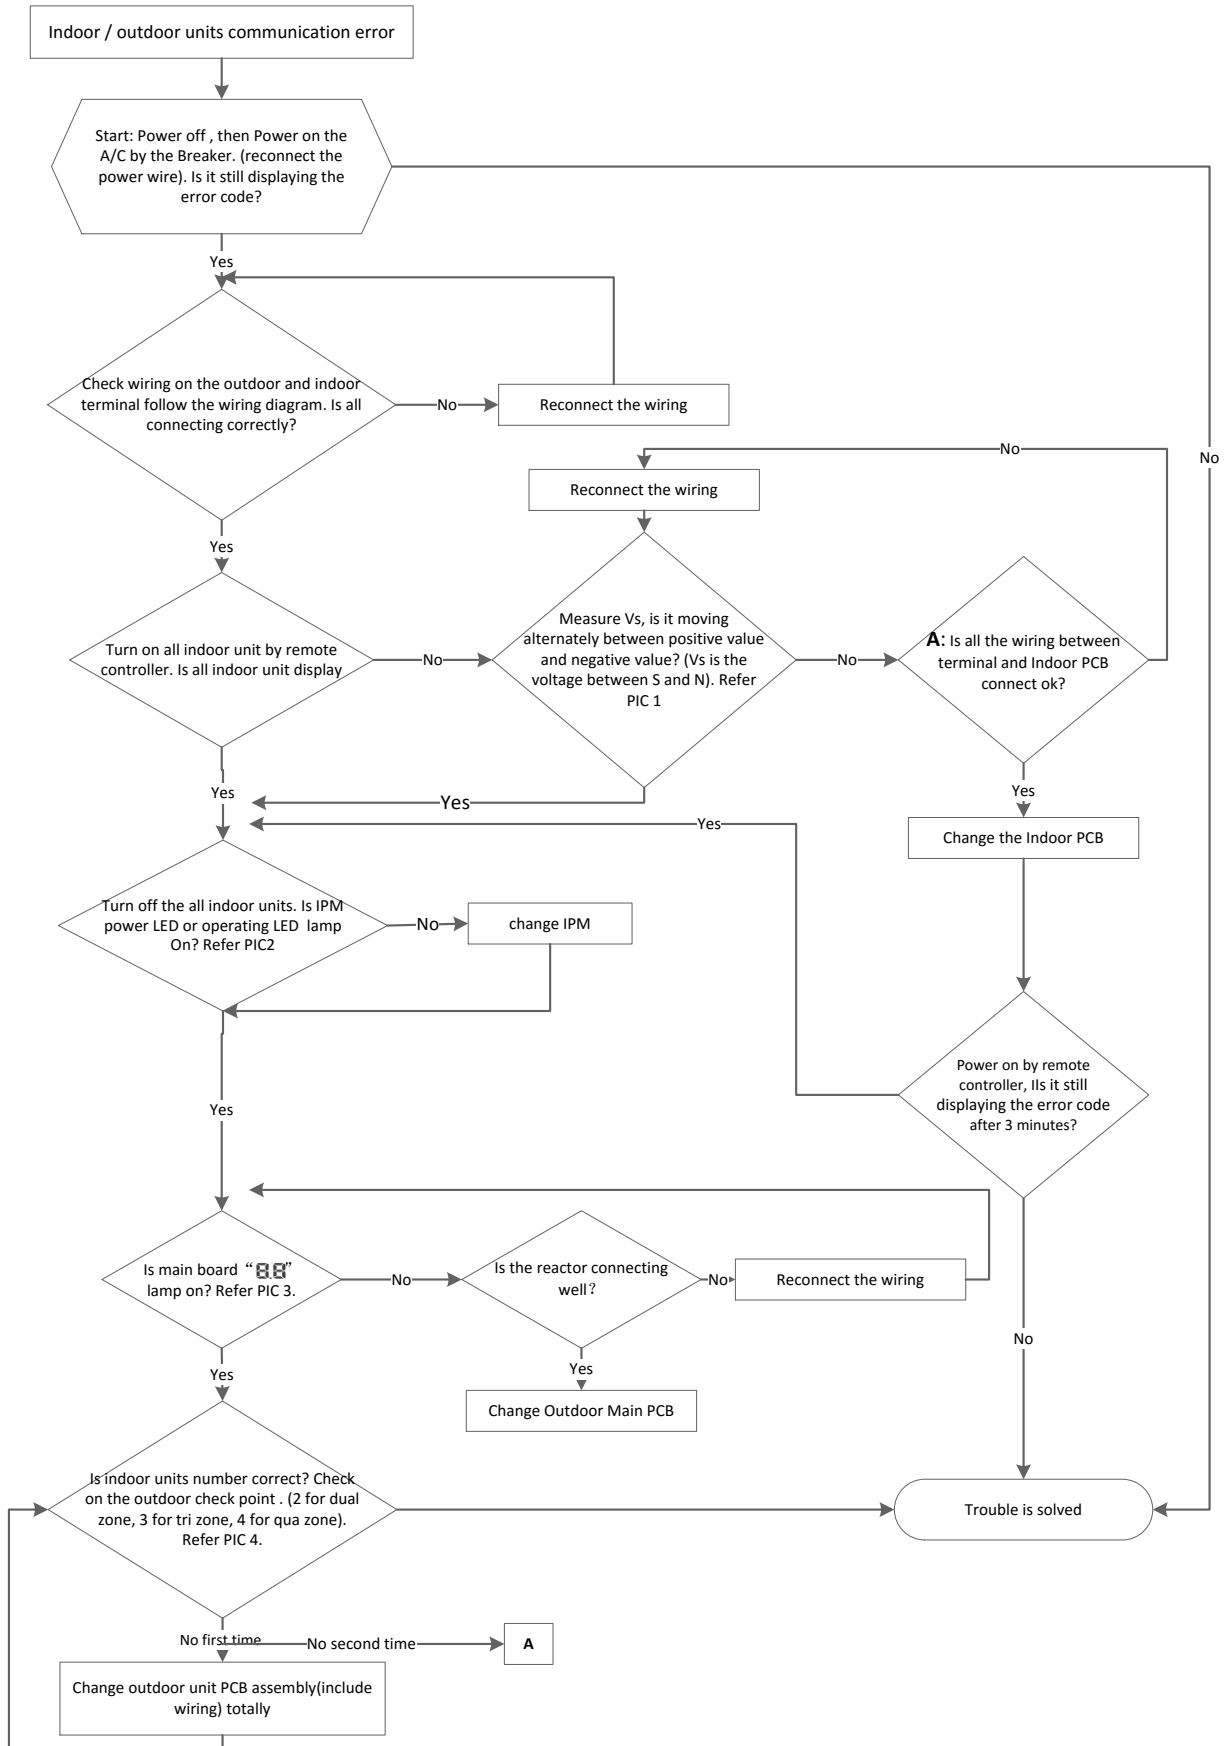 Indoor / outdoor units communication error
Start: Power off , then Power on the
A/C by the Breaker. (reconnect the
power wire). Is it still displaying the
error code?
Yes
No
Check wiring on the outdoor and indoor
terminal follow the wiring diagram. Is all
connecting correctly?
No
Reconnect the wiring
No
Reconnect the wiring
Yes
Turn on all indoor unit by remote
controller. Is all indoor unit display
No
Measure Vs, is it moving
alternately between positive value
and negative value? (Vs is the
voltage between S and N). Refer
PIC 1
No
A: Is all the wiring between
terminal and Indoor PCB
connect ok?
Yes
Yes
Yes
Yes
Change the Indoor PCB
Turn off the all indoor units. Is IPM
power LED or operating LED lamp
On? Refer PIC2
No
change IPM
Power on by remote
controller, IIs it still
displaying the error code
after 3 minutes?
Yes
Is main board “8.8”
lamp on? Refer PIC 3.
No
Is the reactor connecting
well?
No
Reconnect the wiring
No
Yes
Yes
Change Outdoor Main PCB
Is indoor units number correct? Check
on the outdoor check point . (2 for dual
zone, 3 for tri zone, 4 for qua zone).
Refer PIC 4.
Trouble is solved
No first time
No second time
A
Change outdoor unit PCB assembly(include
wiring) totally